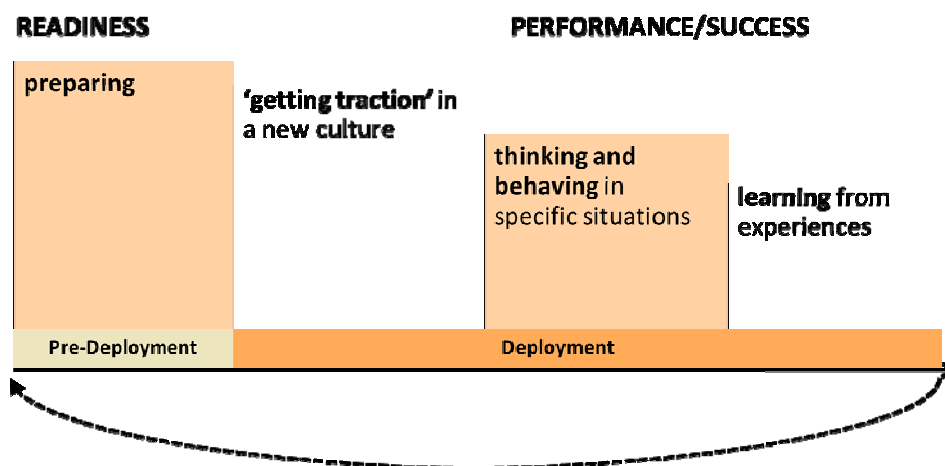 READINESS
PERFORMANCE/SUCCESS
preparing
‘getting traction’ in
a new culture
thinking and
behaving in
specific situations
learning from
experiences
Pre-Deployment
Deployment